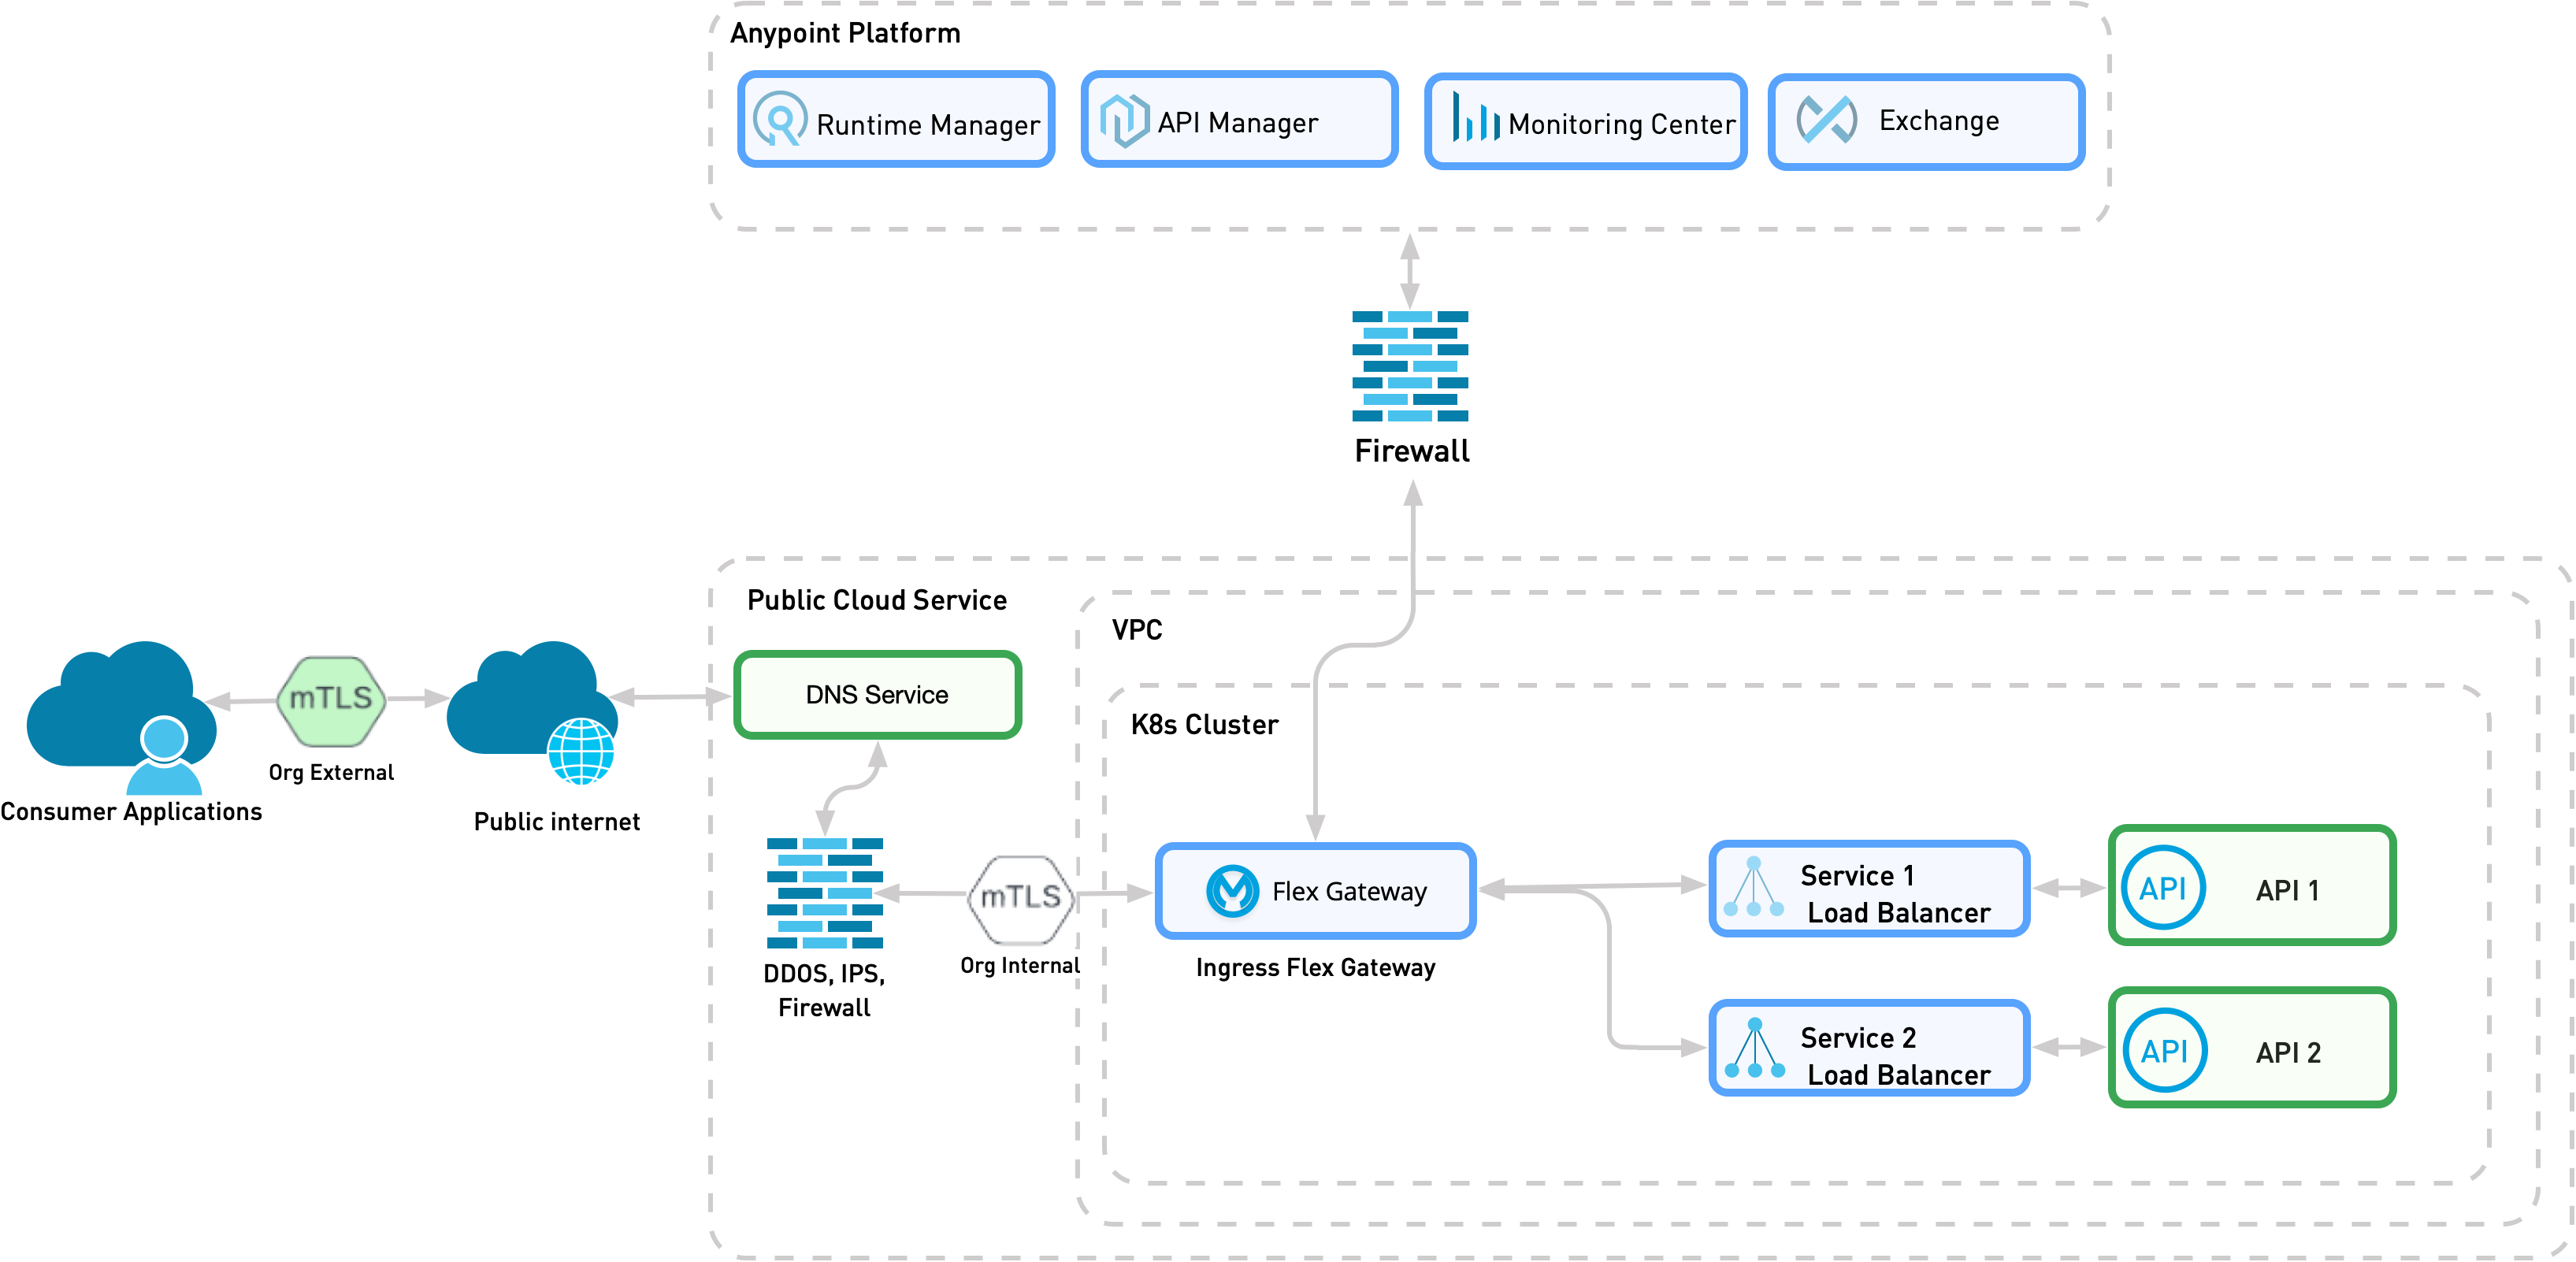 Anypoint Platform
Runtime Manager
API Manager
Monitoring Center
Exchange
Firewall
Public Cloud Service
VPC
K8s Cluster
DNS Service
mTLS
Org External
Consumer Applications
Public internet
DDOS, IPS,
Firewall
mTLS
Org Internal
Flex Gateway
Ingress Flex Gateway
Service 1
Load Balancer
API
API 1
Service 2
Load Balancer
API
API 2